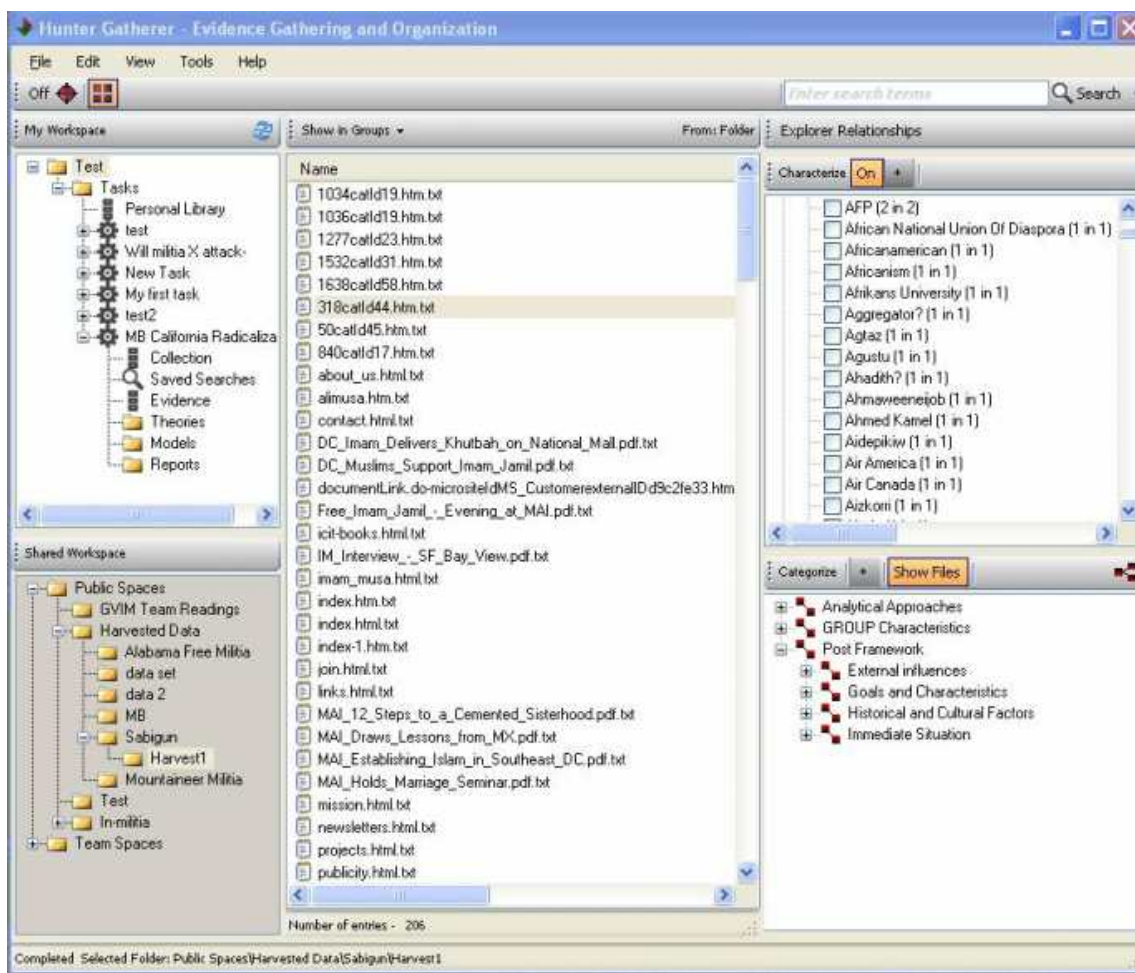 Hunter Gatherer - Evidence Gathering and Organization
File Edit View Tools Help
Off
Enter search terms
Search
My Workspace
Test
Tasks
Personal Library
test
Will militia X attack-
New Task
My first task
test2
MB California Radicaliza
Collection
Saved Searches
Evidence
Theories
Models
Reports
Shared Workspace
Public Spaces
GVIM Team Readings
Harvested Data
Alabama Free Militia
data set
data 2
MB
Sabigun
Harvest1
Mountaineer Militia
Test
In-militia
Team Spaces
Show in Groups
From: Folder
Name
1034catId19.htm.txt
1036catId19.htm.txt
1277catId23.htm.txt
1532catId31.htm.txt
1638catId58.htm.txt
318catId44.htm.txt
50catId45.htm.txt
840catId17.htm.txt
about_us.html.txt
alimusa.html.txt
contact.html.txt
DC_Imam_Delivers_Khutbah_on_National_Mall.pdf.txt
DC_Muslims_Support_Imam_Jamil.pdf.txt
documentLink.do-micrositeIdMS_CustomerexternalIDd9c2fe33.htm
Free_Imam_Jamil_-_Evening_at_MAI.pdf.txt
icit-books.html.txt
IM_Interview_-_SF_Bay_View.pdf.txt
imam_musa.html.txt
index.htm.txt
index.html.txt
index-1.htm.txt
join.html.txt
links.html.txt
MAI_12_Steps_to_a_Cemented_Sisterhood.pdf.txt
MAI_Draws_Lessons_from_MX.pdf.txt
MAI_Establishing_Islam_in_Southeast_DC.pdf.txt
MAI_Holds_Marriage_Seminar.pdf.txt
mission.html.txt
newsletters.html.txt
projects.html.txt
publicity.html.txt
Number of entries - 206
Explorer Relationships
Characterize On +
AFP (2 in 2)
African National Union Of Diaspora (1 in 1)
Africanamerican (1 in 1)
Africanism (1 in 1)
Afrikans University (1 in 1)
Aggregator? (1 in 1)
Agtaz (1 in 1)
Agustu (1 in 1)
Ahadith? (1 in 1)
Ahmaweeneijob (1 in 1)
Ahmed Kamel (1 in 1)
Aidepikiw (1 in 1)
Air America (1 in 1)
Air Canada (1 in 1)
Aizkorri (1 in 1)
Categorize + Show Files
Analytical Approaches
GROUP Characteristics
Post Framework
External influences
Goals and Characteristics
Historical and Cultural Factors
Immediate Situation
Completed Selected Folder: Public Spaces\Harvested Data\Sabigun\Harvest1